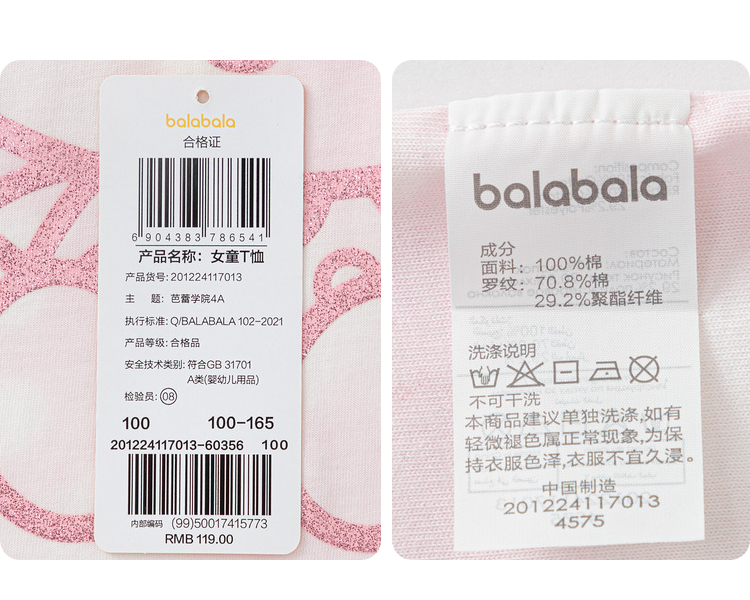 balabala
合格证
6 904383 786541
产品名称：女童T恤
产品货号: 201224117013
主 题: 芭蕾学院4A
执行标准: Q/BALABALA 102-2021
产品等级: 合格品
安全技术类别: 符合GB 31701
A类(婴幼儿用品)
检验员: 08
100 100-165
201224117013-60356 100
内部编码 (99)50017415773
RMB 119.00
balabala
成分
面料: 100%棉
罗纹: 70.8%棉
29.2%聚酯纤维
洗涤说明
不可干洗
本商品建议单独洗涤,如有
轻微褪色属正常现象,为保
持衣服色泽,衣服不宜久浸。
中国制造
201224117013
4575